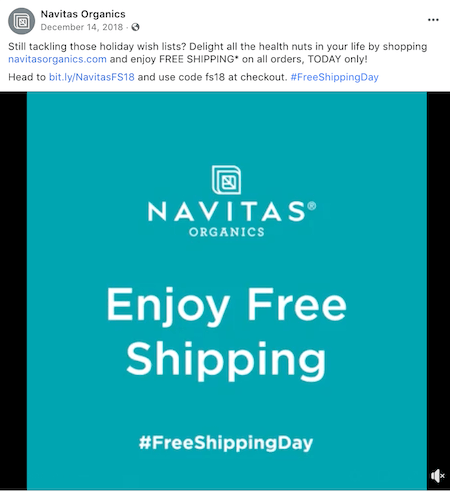 Navitas Organics
December 14, 2018 ·
Still tackling those holiday wish lists? Delight all the health nuts in your life by shopping
navitasorganics.com and enjoy FREE SHIPPING* on all orders, TODAY only!
Head to bit.ly/NavitasFS18 and use code fs18 at checkout. #FreeShippingDay
NAVITAS®
ORGANICS
Enjoy Free
Shipping
#FreeShippingDay